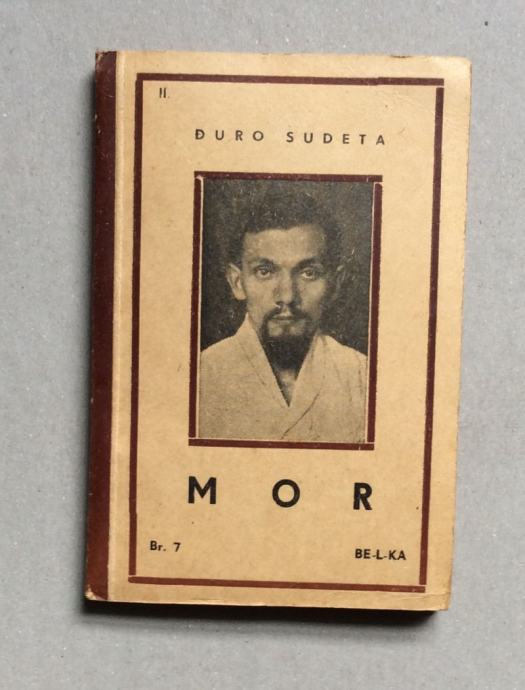 II.
ĐURO SUDETA
MOR
Br. 7
BE-L-KA